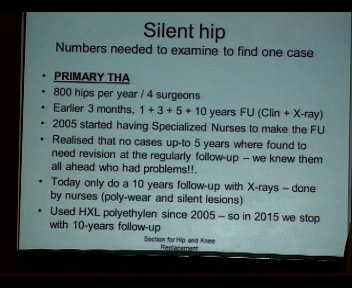 Silent hip
Numbers needed to examine to find one case
• PRIMARY THA
• 800 hips per year / 4 surgeons
• Earlier 3 months, 1 + 3 + 5 + 10 years FU (Clin + X-ray)
• 2005 started having Specialized Nurses to make the FU
• Realised that no cases up-to 5 years where found to
need revision at the regularly follow-up – we knew them
all ahead who had problems!!.
• Today only do a 10 years follow-up with X-rays – done
by nurses (poly-wear and silent lesions)
• Used HXL polyethylen since 2005 – so in 2015 we stop
with 10-years follow-up
Section for Hip and Knee
Replacement